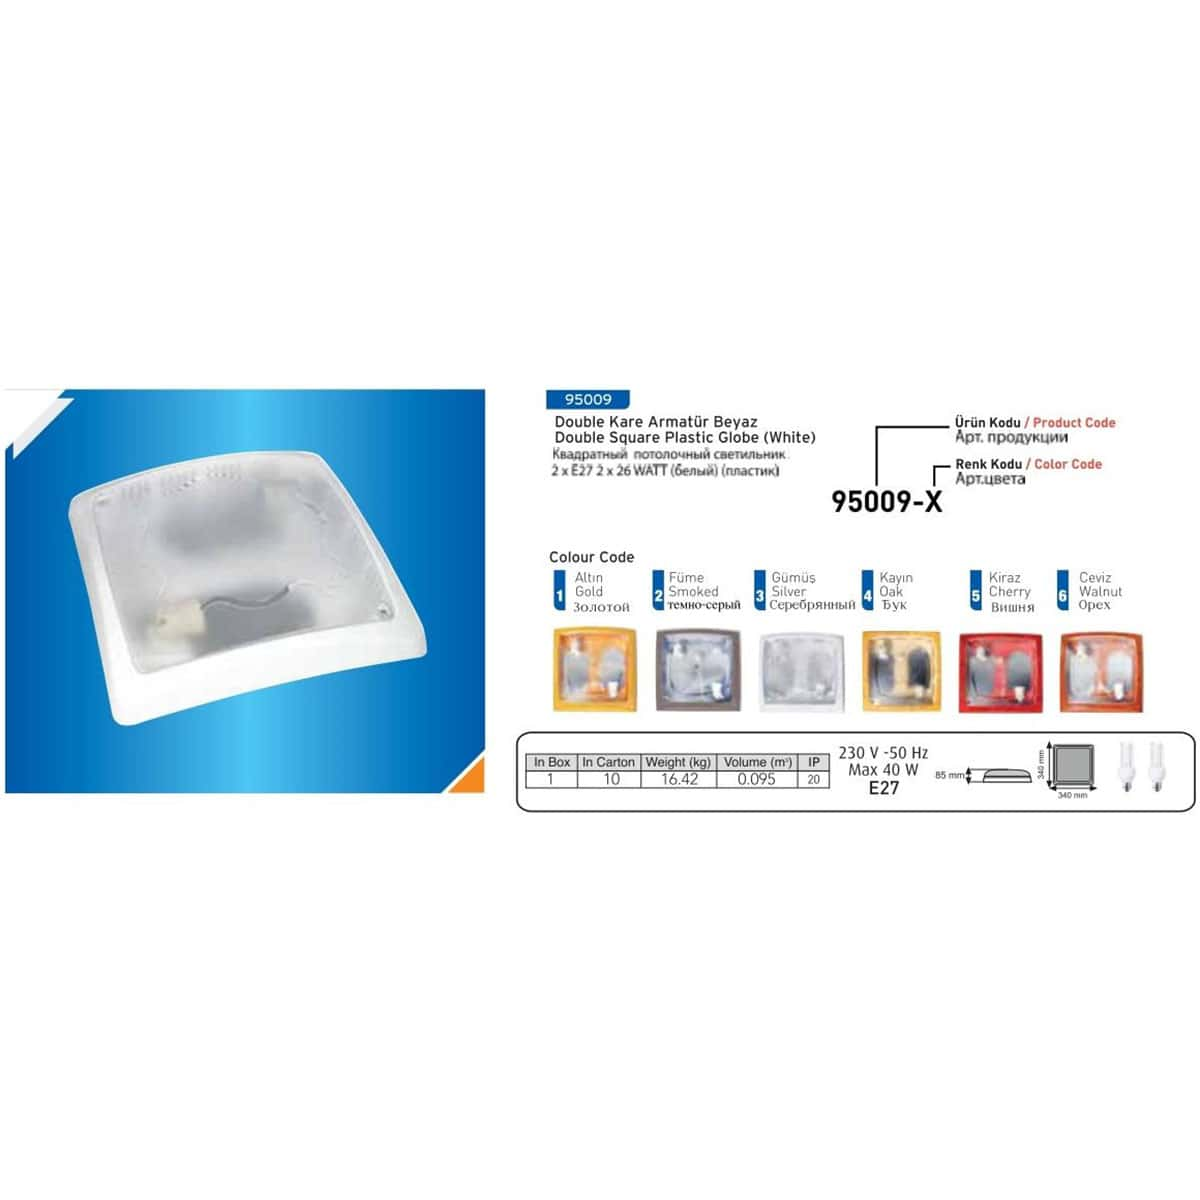 95009
Double Kare Armatür Beyaz
Double Square Plastic Globe (White)
Квадратный потолочный светильник
2 x E27 2 x 26 WATT (белый) (пластик)
Ürün Kodu / Product Code
Арт. продукции
Renk Kodu / Color Code
Арт.цвета
95009-X
Colour Code
1 Altın
Gold
Золотой
2 Füme
Smoked
темно-серый
3 Gümüş
Silver
Серебрянный
4 Kayın
Oak
Ђук
5 Kiraz
Cherry
Вишня
6 Ceviz
Walnut
Орех
In Box In Carton Weight (kg) Volume (m³) IP
1 10 16.42 0.095 20
230 V -50 Hz
Max 40 W
E27
85 mm
340 mm
340 mm